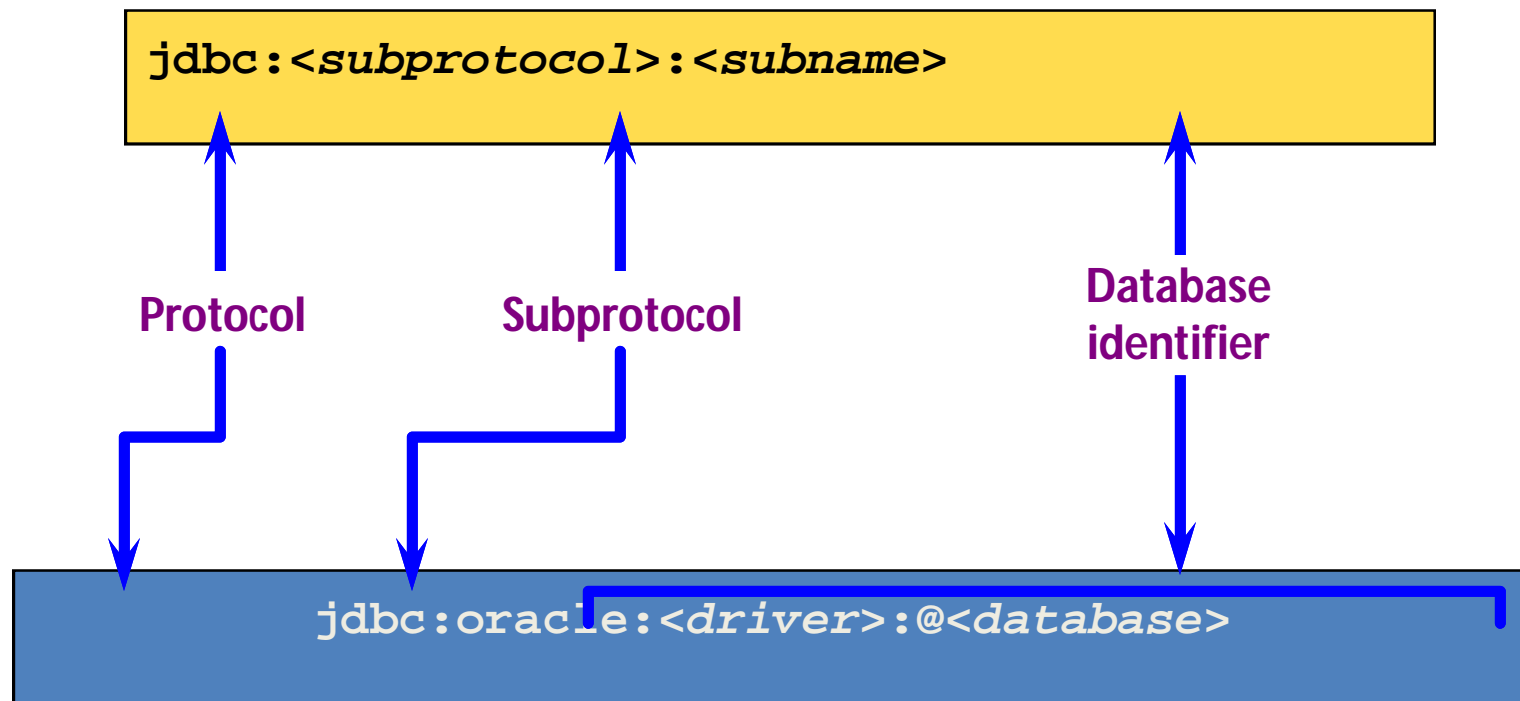 jdbc:<subprotocol>:<subname>
Protocol
Subprotocol
Database
identifier
jdbc:oracle:<driver>:@<database>